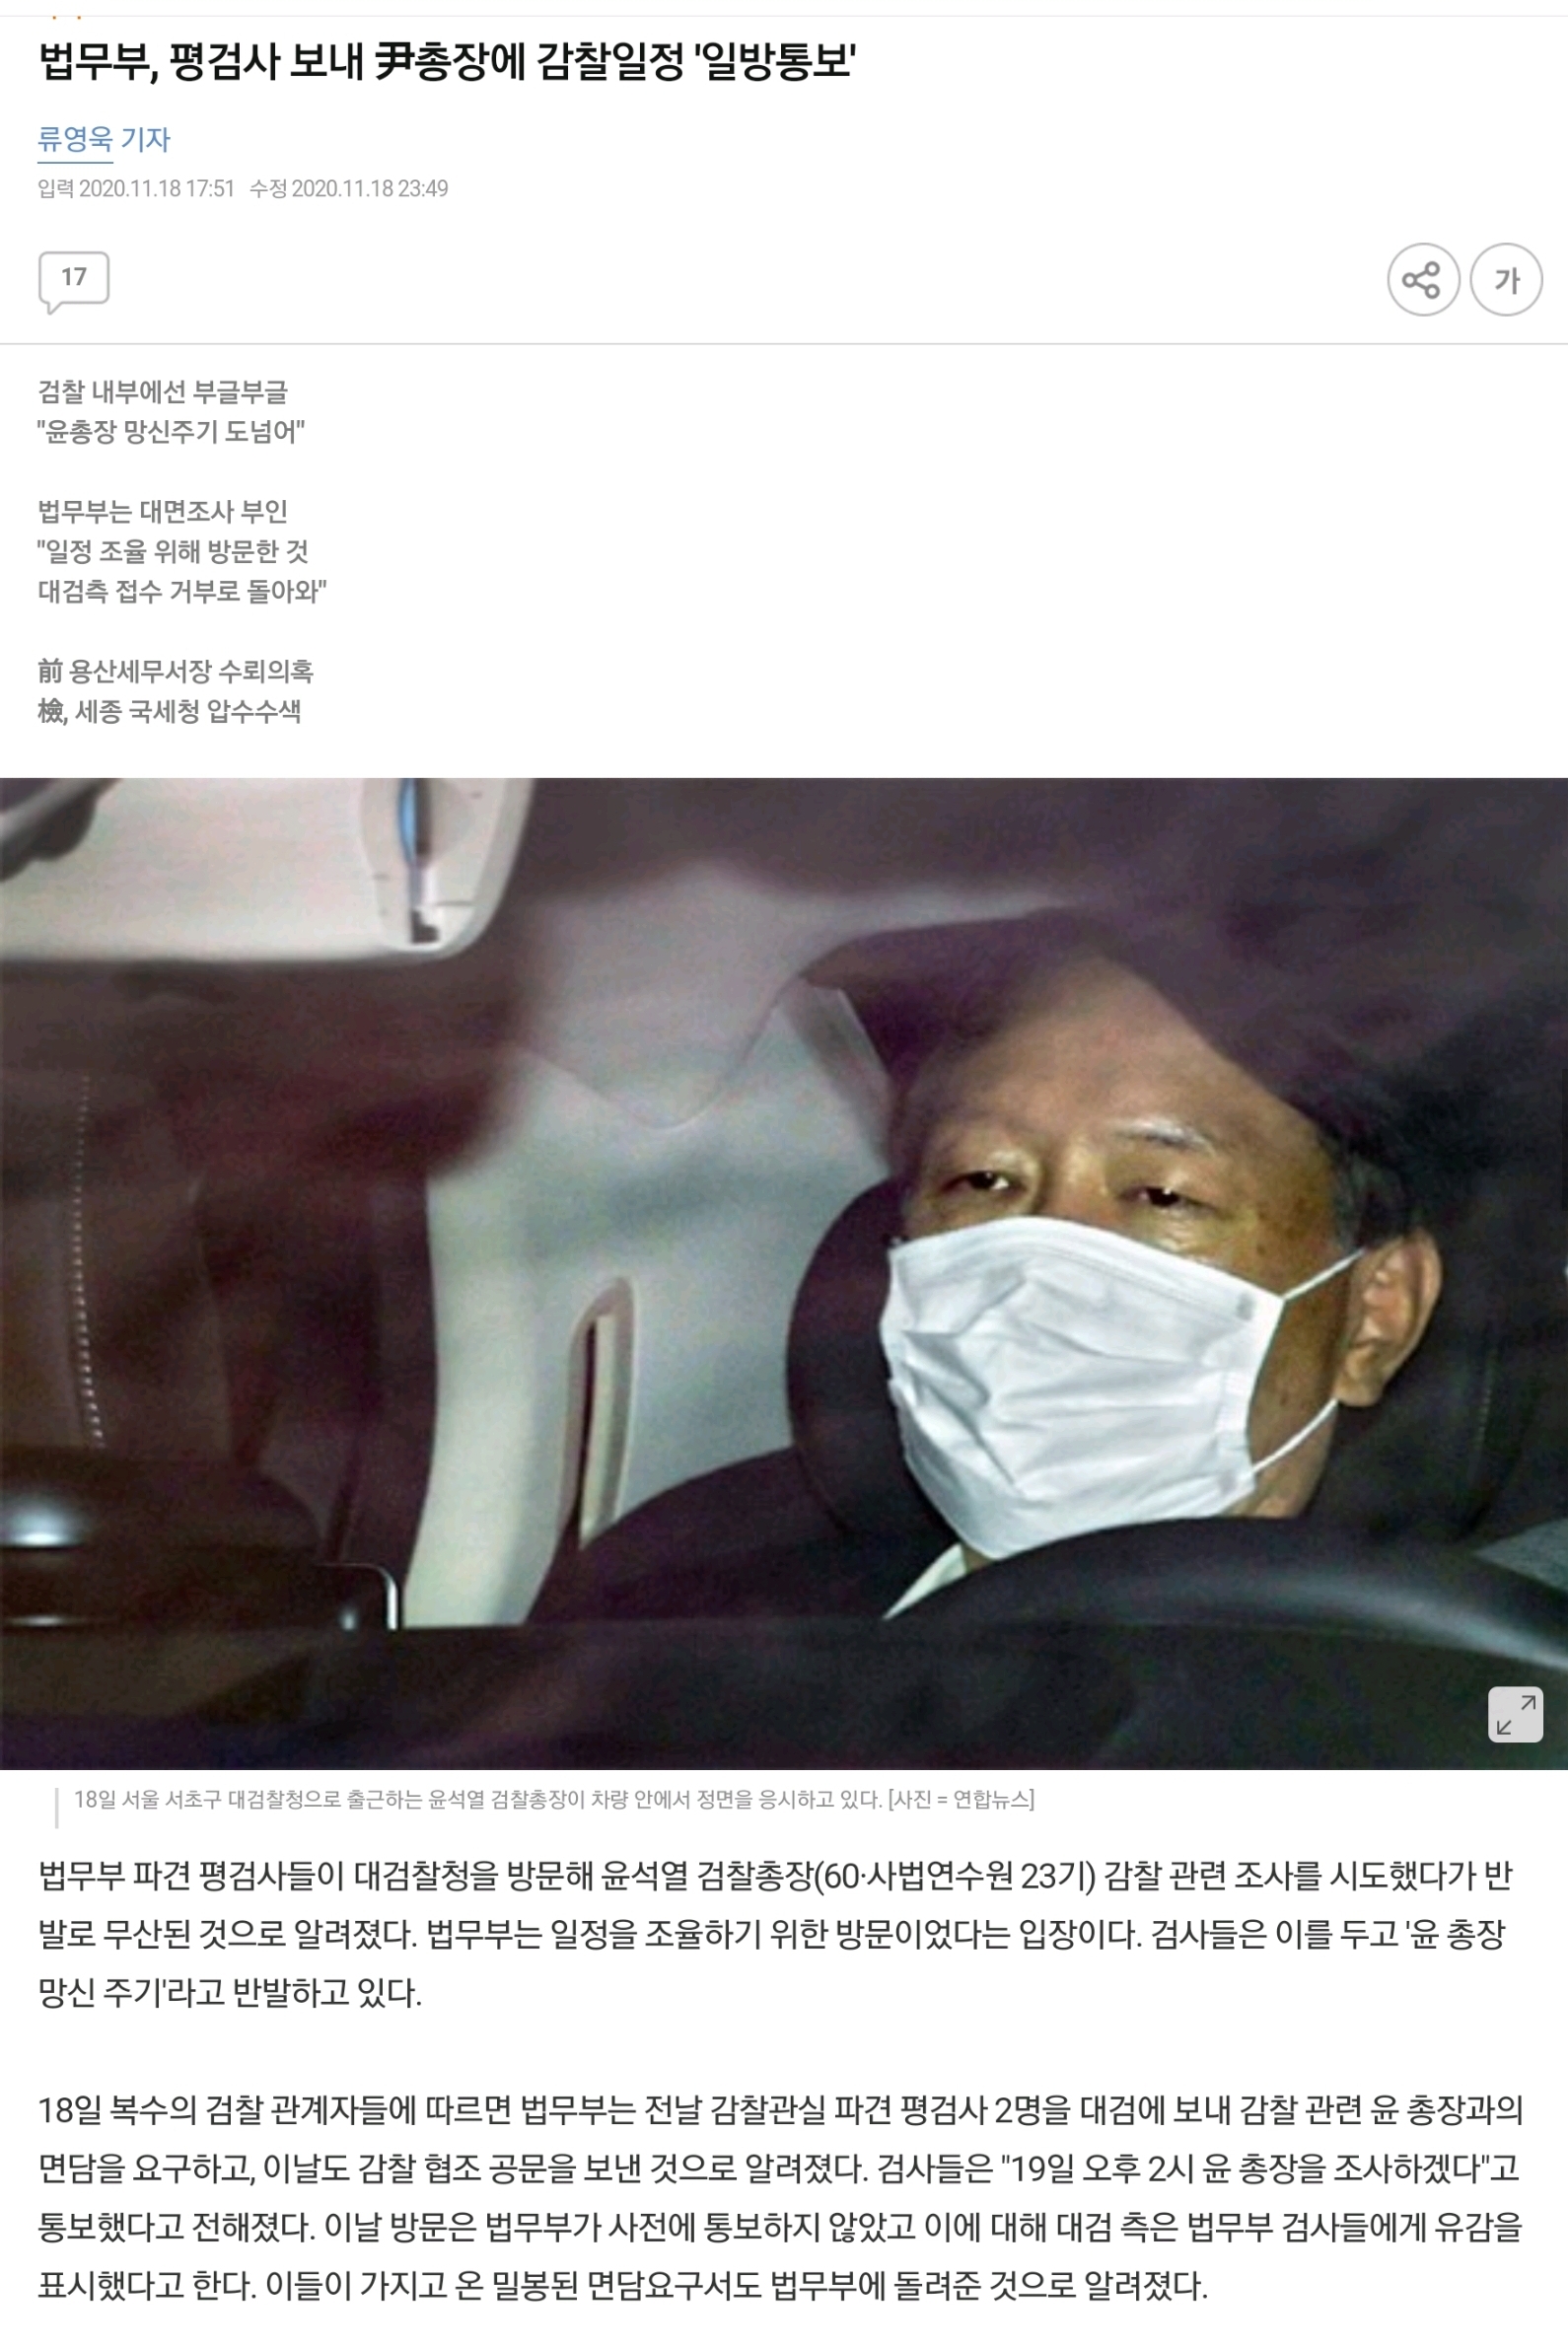 법무부, 평검사 보내 尹총장에 감찰일정 '일방통보'
류영욱 기자
입력 2020.11.18 17:51 수정 2020.11.18 23:49
17
가
검찰 내부에선 부글부글
"윤총장 망신주기 도넘어"
법무부는 대면조사 부인
"일정 조율 위해 방문한 것
대검측 접수 거부로 돌아와"
前 용산세무서장 수뢰의혹
檢, 세종 국세청 압수수색
18일 서울 서초구 대검찰청으로 출근하는 윤석열 검찰총장이 차량 안에서 정면을 응시하고 있다. [사진 = 연합뉴스]
법무부 파견 평검사들이 대검찰청을 방문해 윤석열 검찰총장(60·사법연수원 23기) 감찰 관련 조사를 시도했다가 반
발로 무산된 것으로 알려졌다. 법무부는 일정을 조율하기 위한 방문이었다는 입장이다. 검사들은 이를 두고 '윤 총장
망신 주기'라고 반발하고 있다.
18일 복수의 검찰 관계자들에 따르면 법무부는 전날 감찰관실 파견 평검사 2명을 대검에 보내 감찰 관련 윤 총장과의
면담을 요구하고, 이날도 감찰 협조 공문을 보낸 것으로 알려졌다. 검사들은 "19일 오후 2시 윤 총장을 조사하겠다"고
통보했다고 전해졌다. 이날 방문은 법무부가 사전에 통보하지 않았고 이에 대해 대검 측은 법무부 검사들에게 유감을
표시했다고 한다. 이들이 가지고 온 밀봉된 면담요구서도 법무부에 돌려준 것으로 알려졌다.